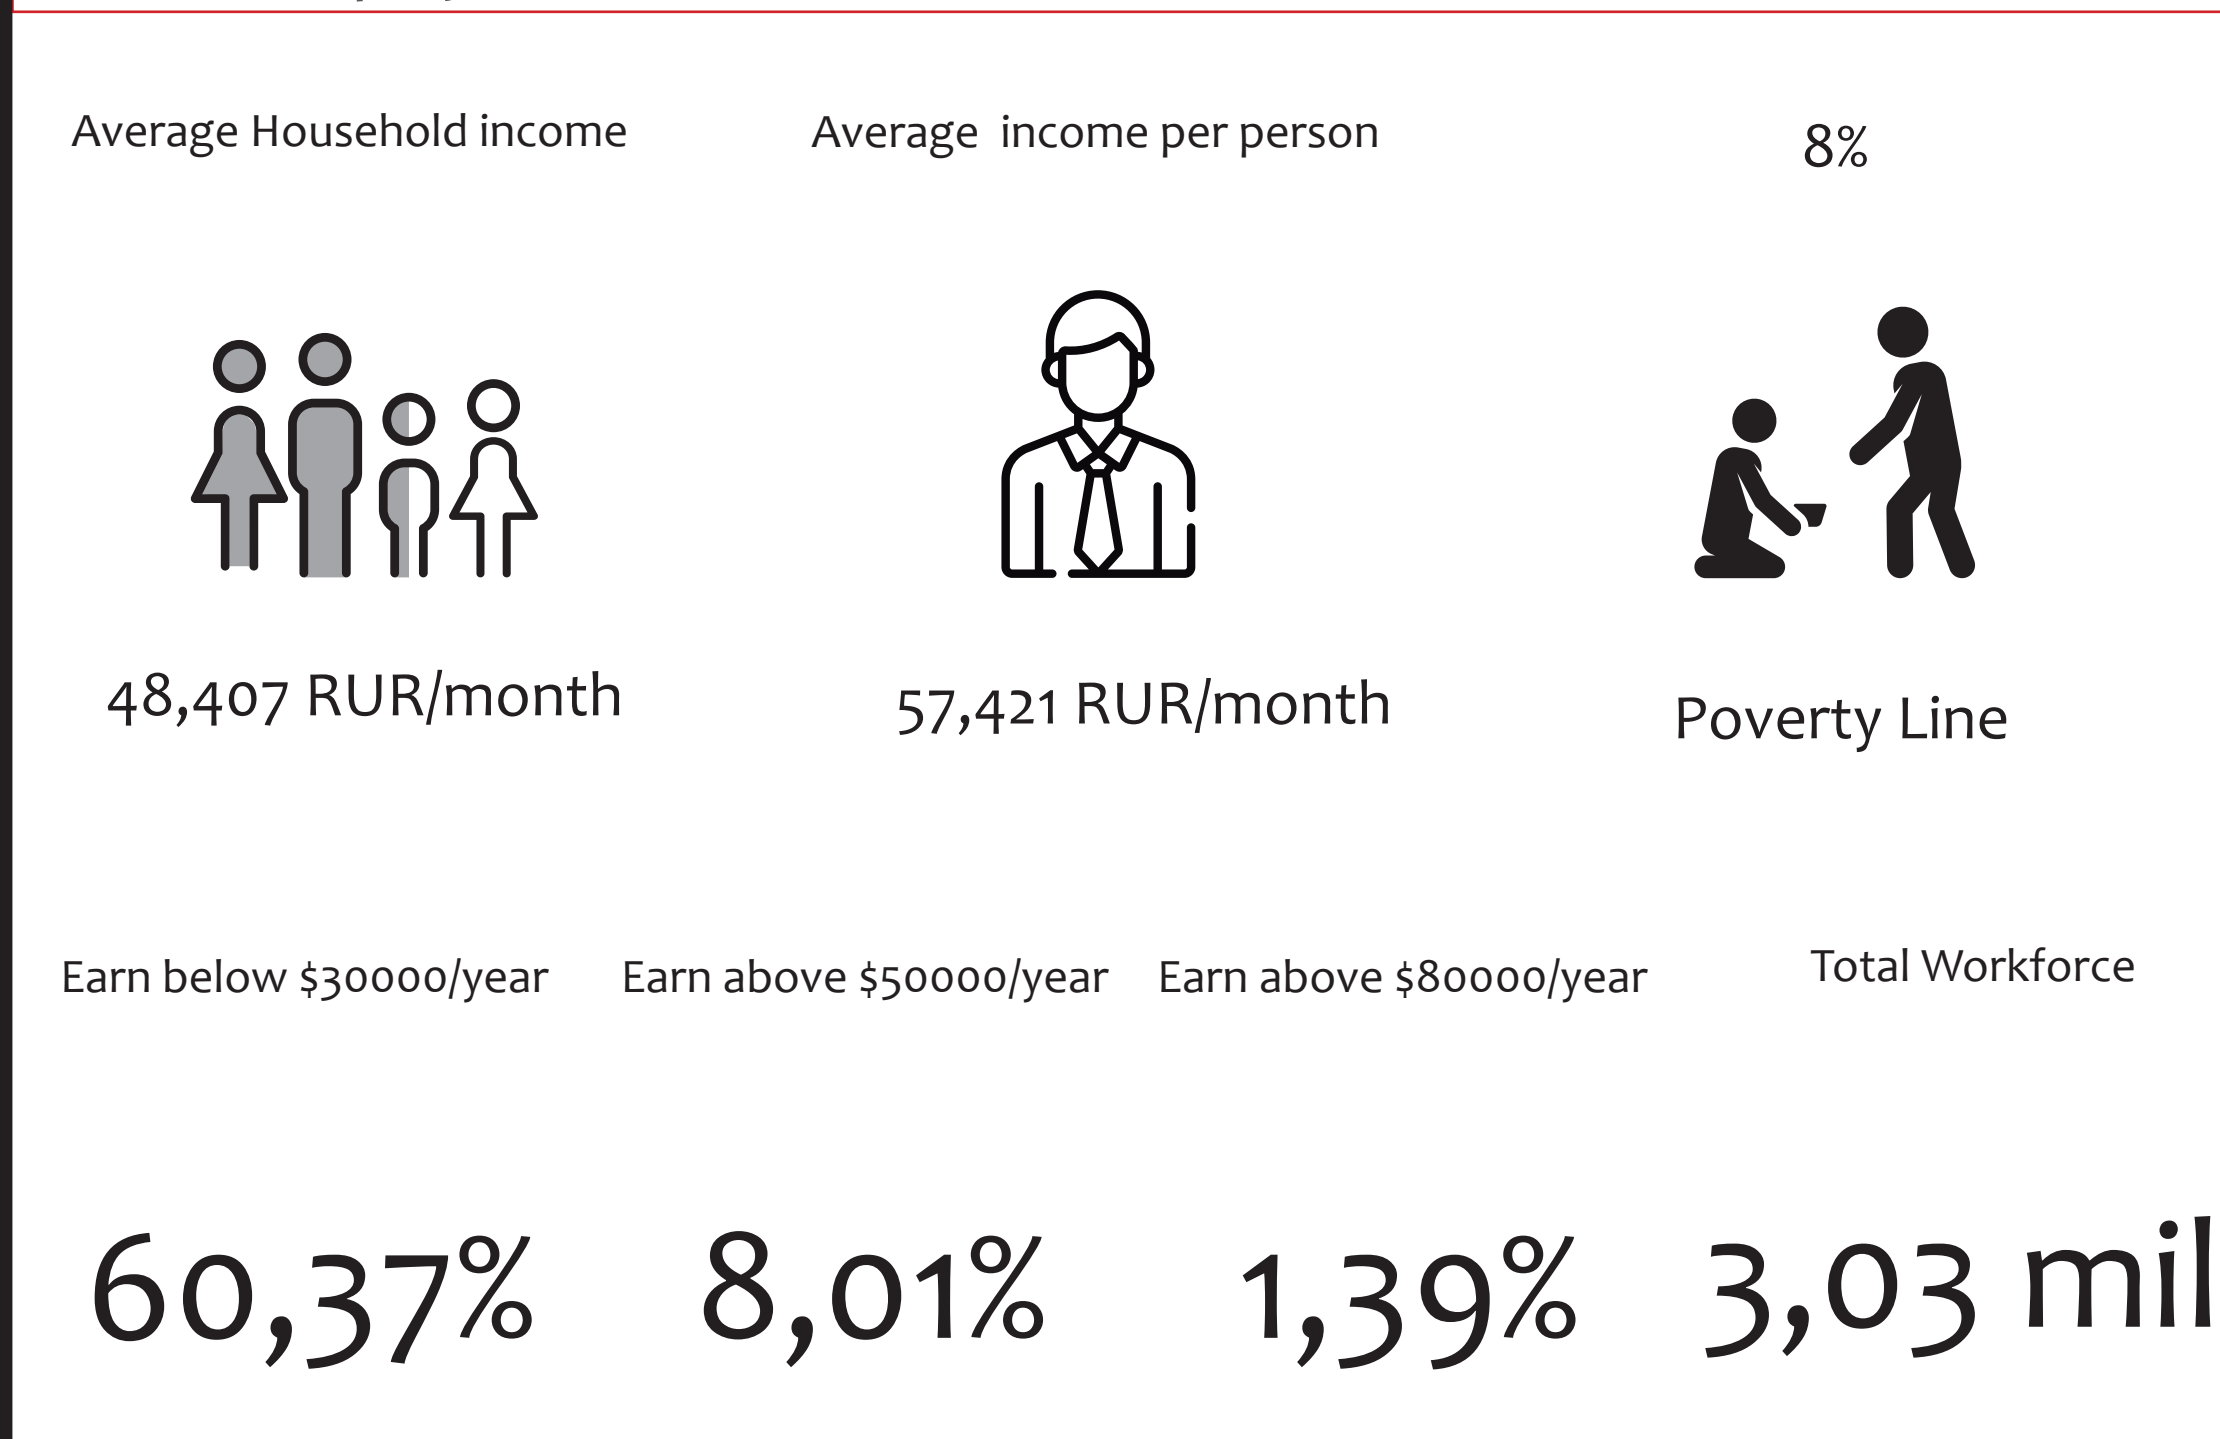 Average Household income
Average income per person
8%
48,407 RUR/month
57,421 RUR/month
Poverty Line
Earn below $30000/year
Earn above $50000/year
Earn above $80000/year
Total Workforce
60,37%
8,01%
1,39%
3,03 mil